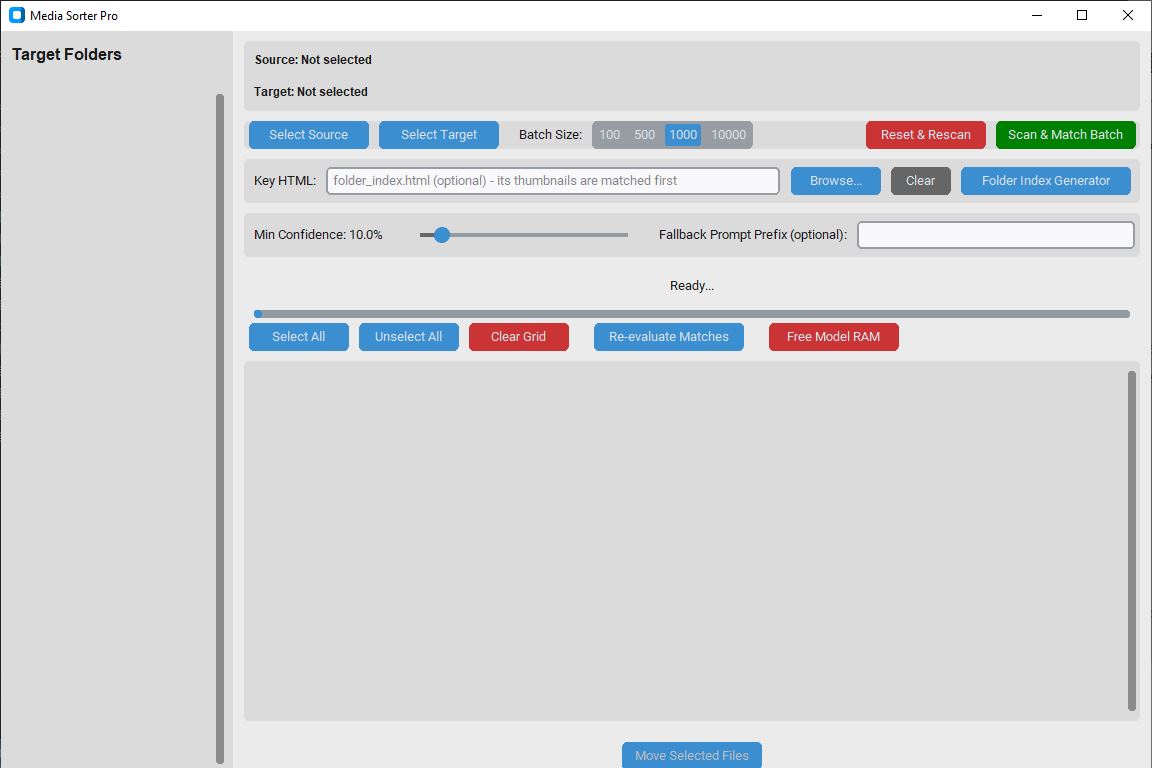 Media Sorter Pro
Target Folders
Source: Not selected
Target: Not selected
Select Source Select Target Batch Size: 100 500 1000 10000 Reset & Rescan Scan & Match Batch
Key HTML: folder_index.html (optional) - its thumbnails are matched first Browse... Clear Folder Index Generator
Min Confidence: 10.0% Fallback Prompt Prefix (optional):
Ready...
Select All Unselect All Clear Grid Re-evaluate Matches Free Model RAM
Move Selected Files